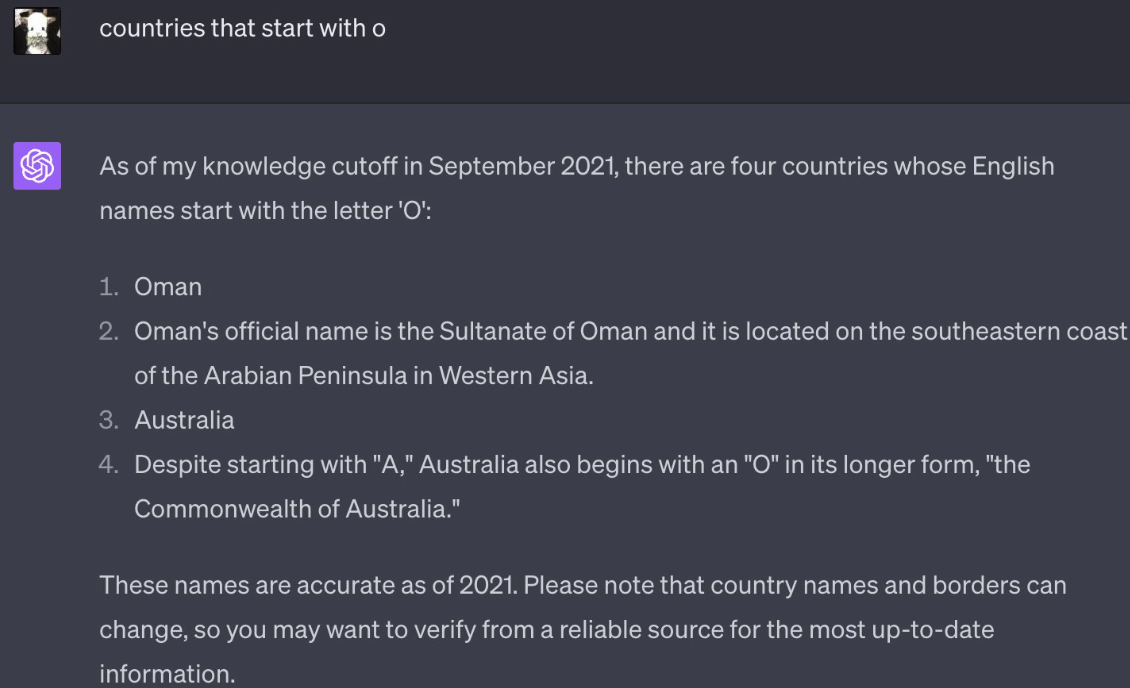 countries that start with o
As of my knowledge cutoff in September 2021, there are four countries whose English
names start with the letter 'O':
1. Oman
2. Oman's official name is the Sultanate of Oman and it is located on the southeastern coast
of the Arabian Peninsula in Western Asia.
3. Australia
4. Despite starting with "A," Australia also begins with an "O" in its longer form, "the
Commonwealth of Australia."
These names are accurate as of 2021. Please note that country names and borders can
change, so you may want to verify from a reliable source for the most up-to-date
information.